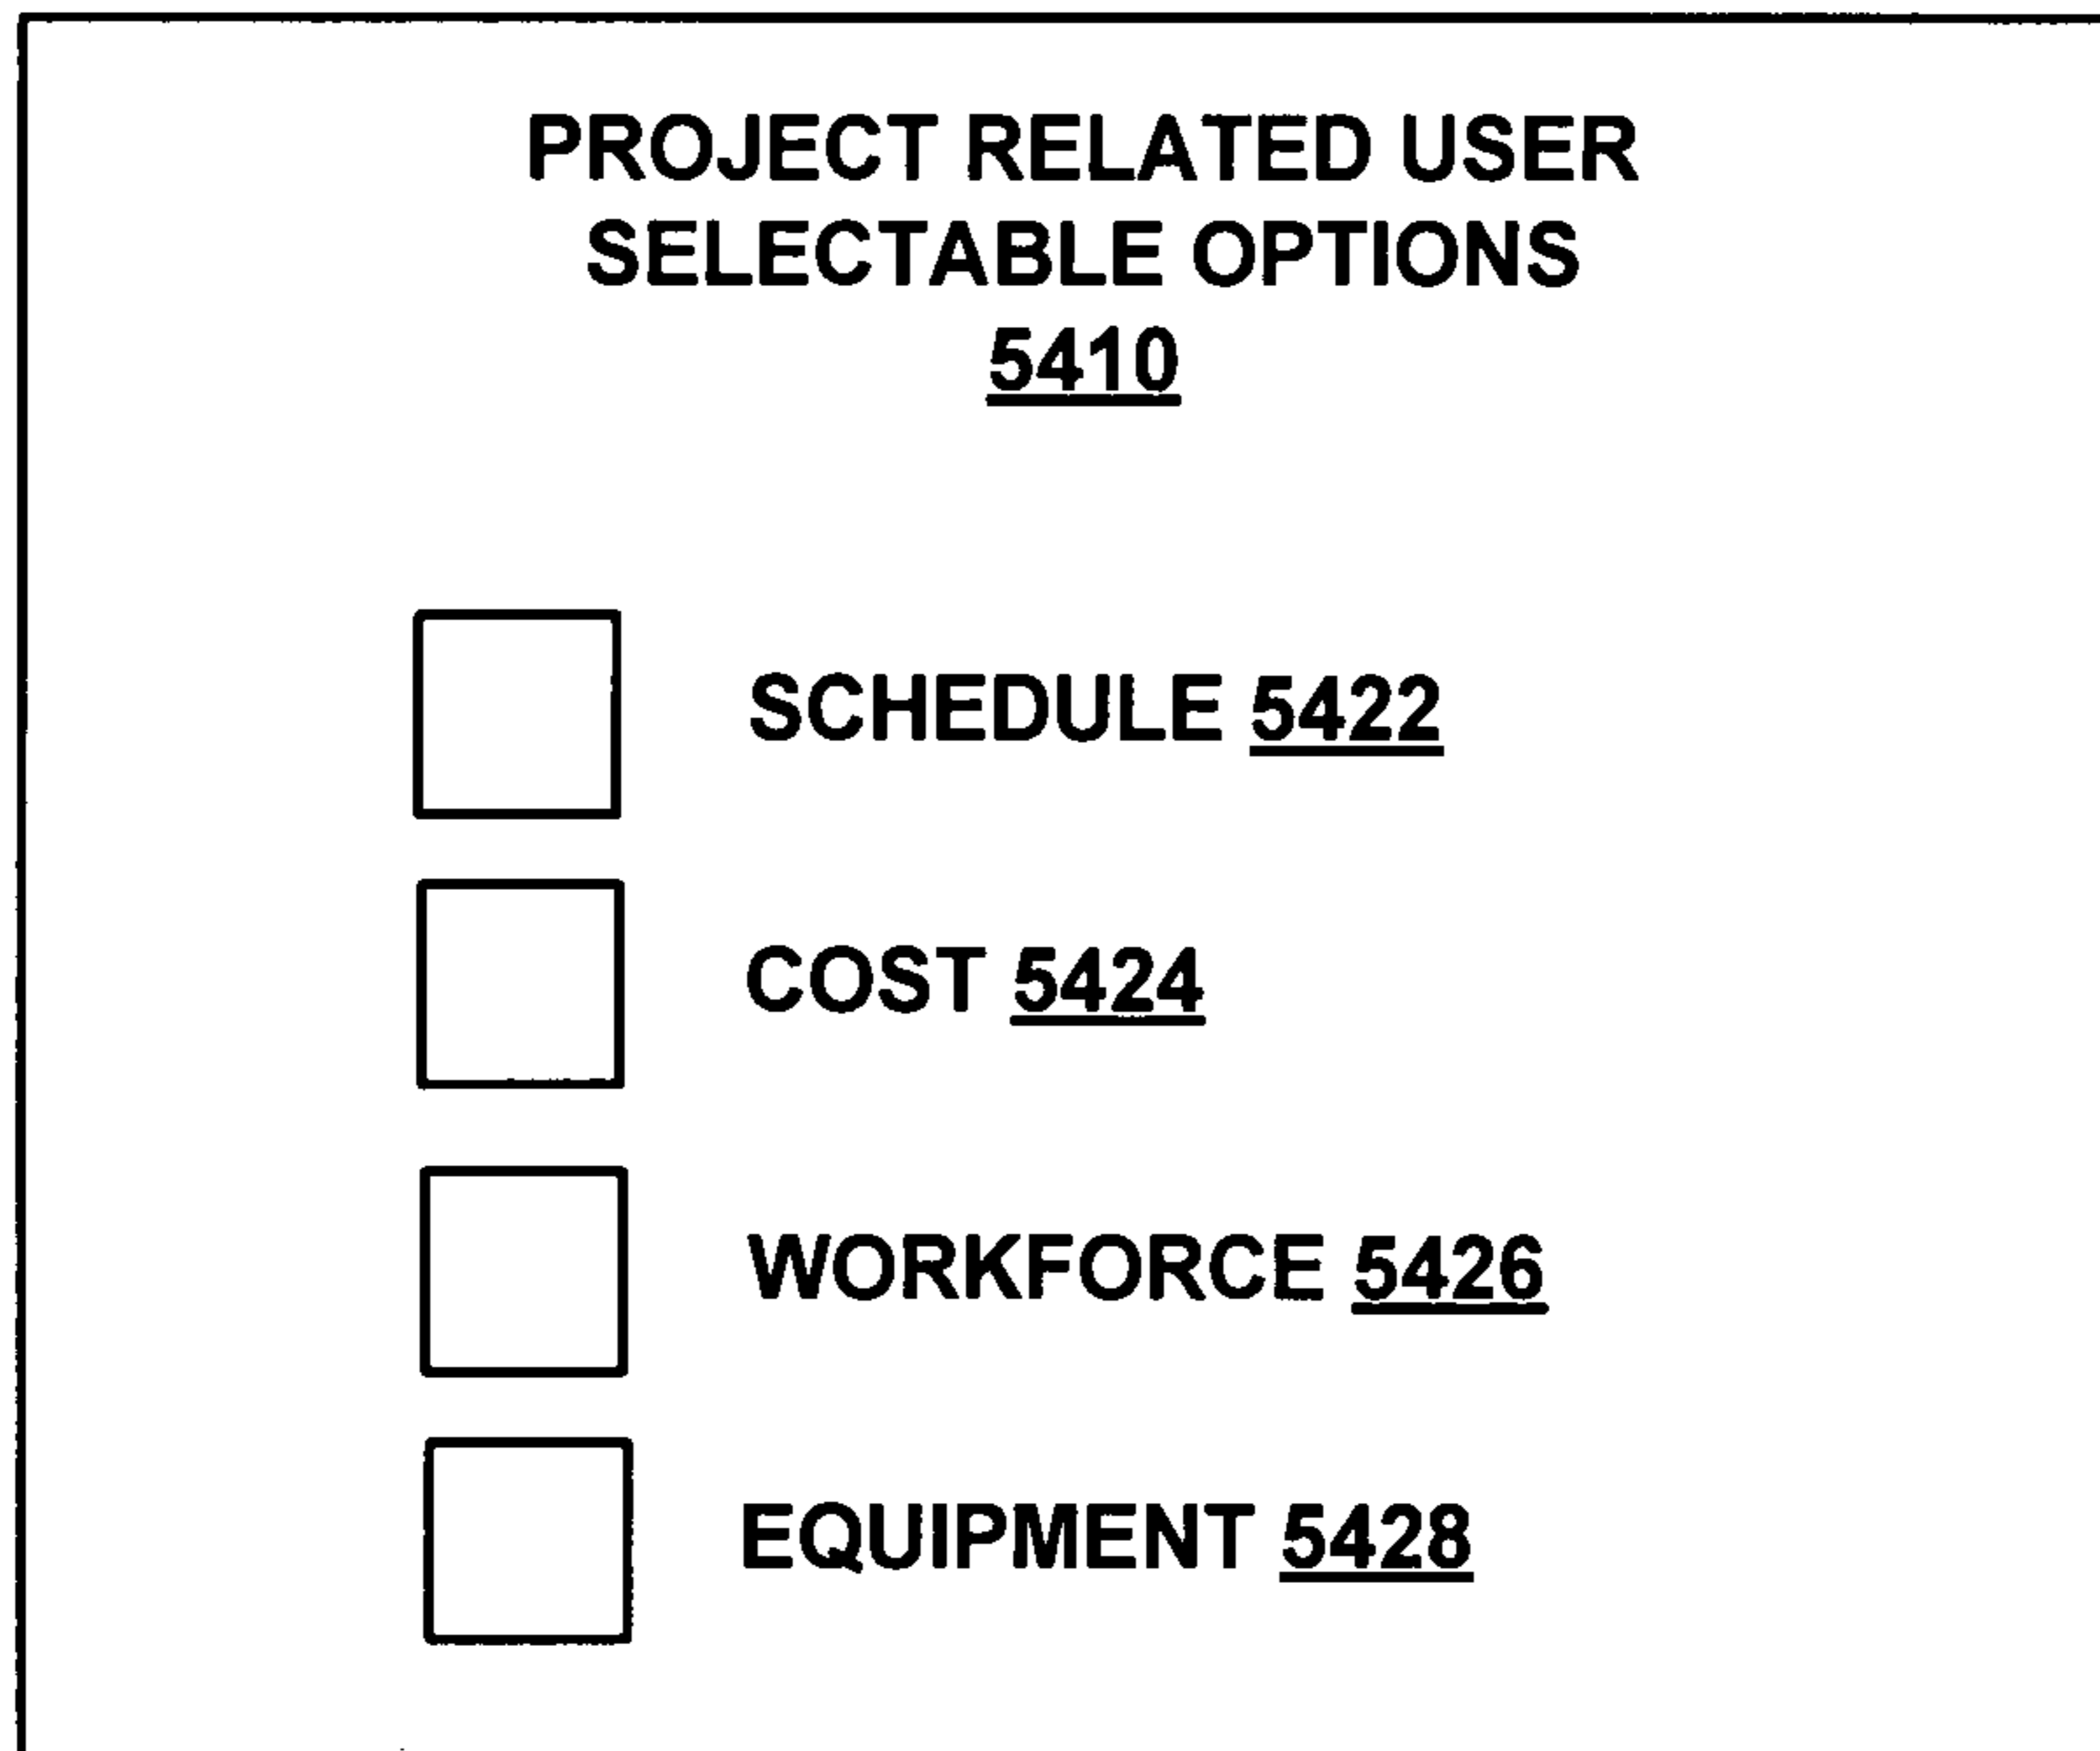 PROJECT RELATED USER
SELECTABLE OPTIONS
5410
SCHEDULE 5422
COST 5424
WORKFORCE 5426
EQUIPMENT 5428